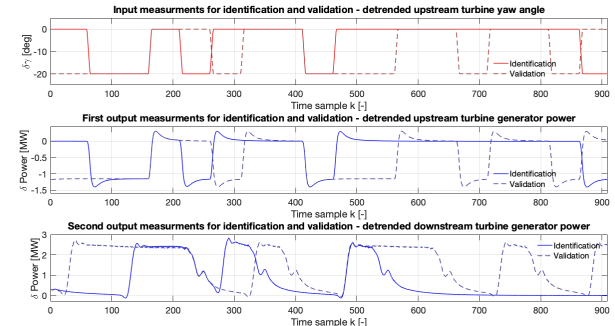 Input measurments for identification and validation - detrended upstream turbine yaw angle
0
-10
-20
δγ [deg]
Identification
Validation
0 100 200 300 400 500 600 700 800 900
Time sample k [-]
First output measurments for identification and validation - detrended upstream turbine generator power
0
-0.5
-1
-1.5
δ Power [MW]
Identification
Validation
0 100 200 300 400 500 600 700 800 900
Time sample k [-]
Second output measurments for identification and validation - detrended downstream turbine generator power
3
2
1
0
δ Power [MW]
Identification
Validation
0 100 200 300 400 500 600 700 800 900
Time sample k [-]